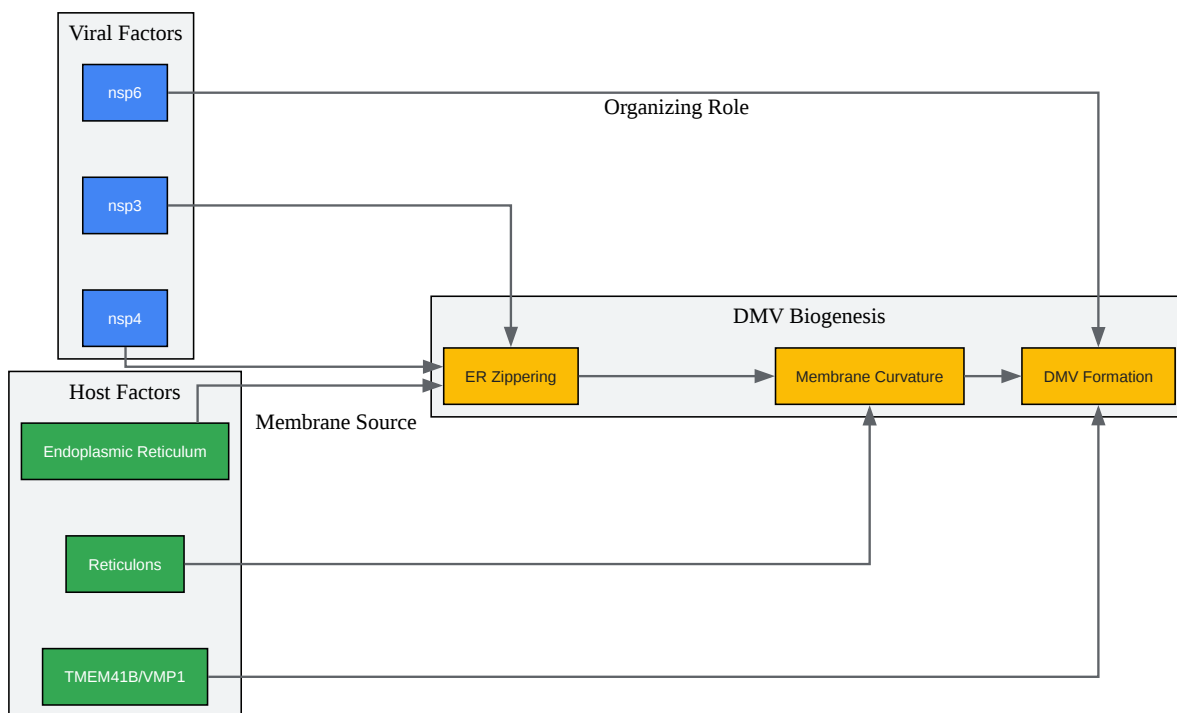 Viral Factors
nsp6
Organizing Role
nsp3
nsp4
DMV Biogenesis
ER Zippering
Membrane Curvature
DMV Formation
Host Factors
Membrane Source
Endoplasmic Reticulum
Reticulons
TMEM41B/VMP1